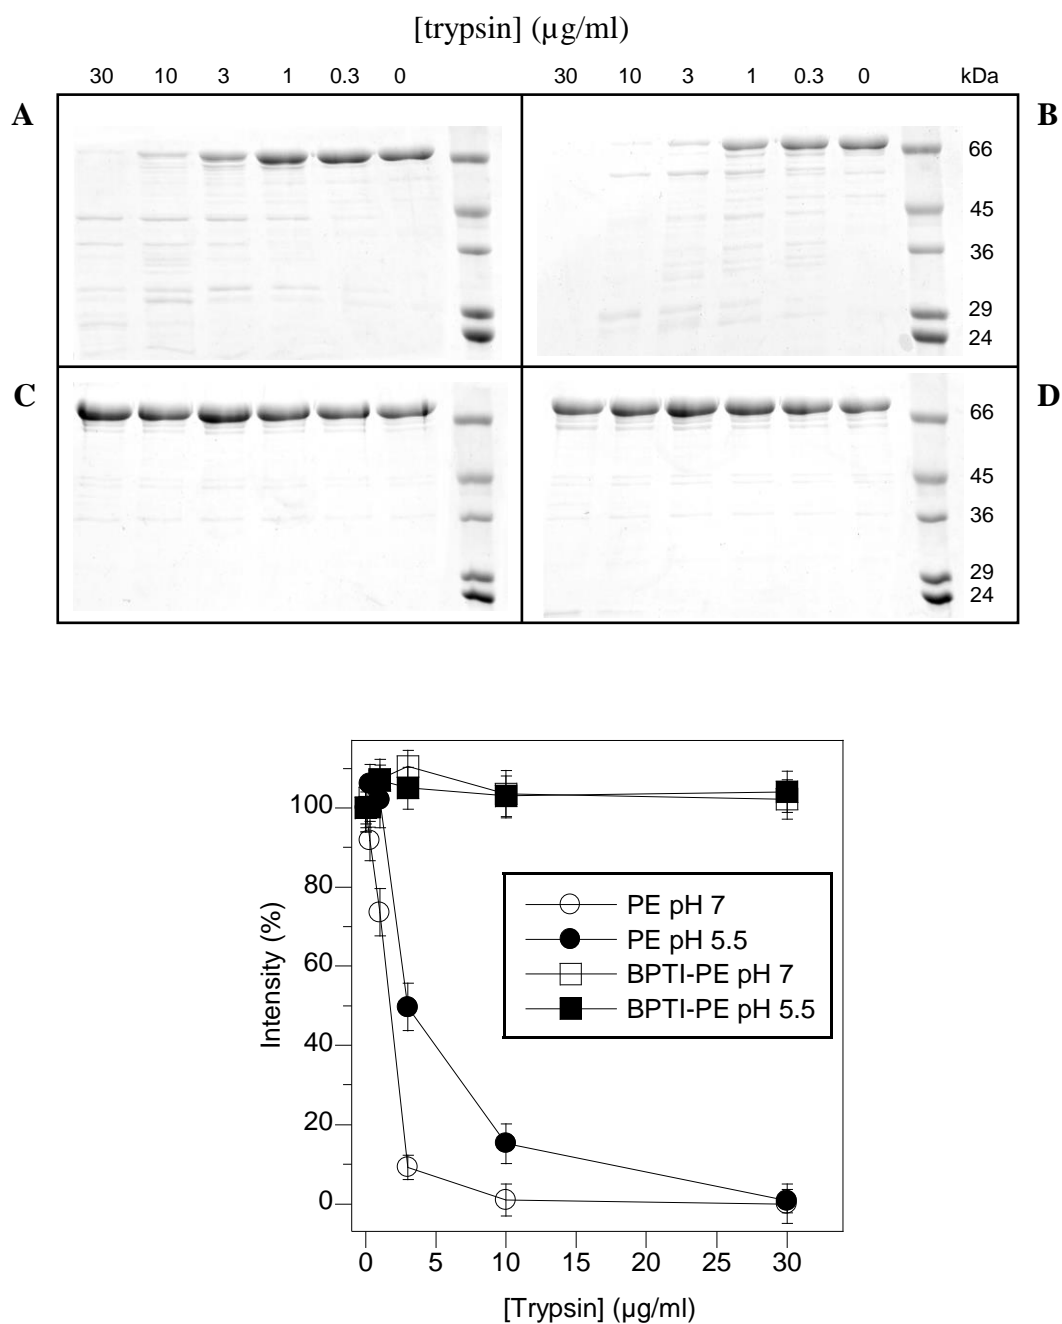 [trypsin] (µg/ml)
30 10 3 1 0.3 0 30 10 3 1 0.3 0 kDa
A B
66
45
36
29
24
C D
66
45
36
29
24
100
80
60
40
20
0
Intensity (%)
PE pH 7
PE pH 5.5
BPTI-PE pH 7
BPTI-PE pH 5.5
0 5 10 15 20 25 30
[Trypsin] (µg/ml)